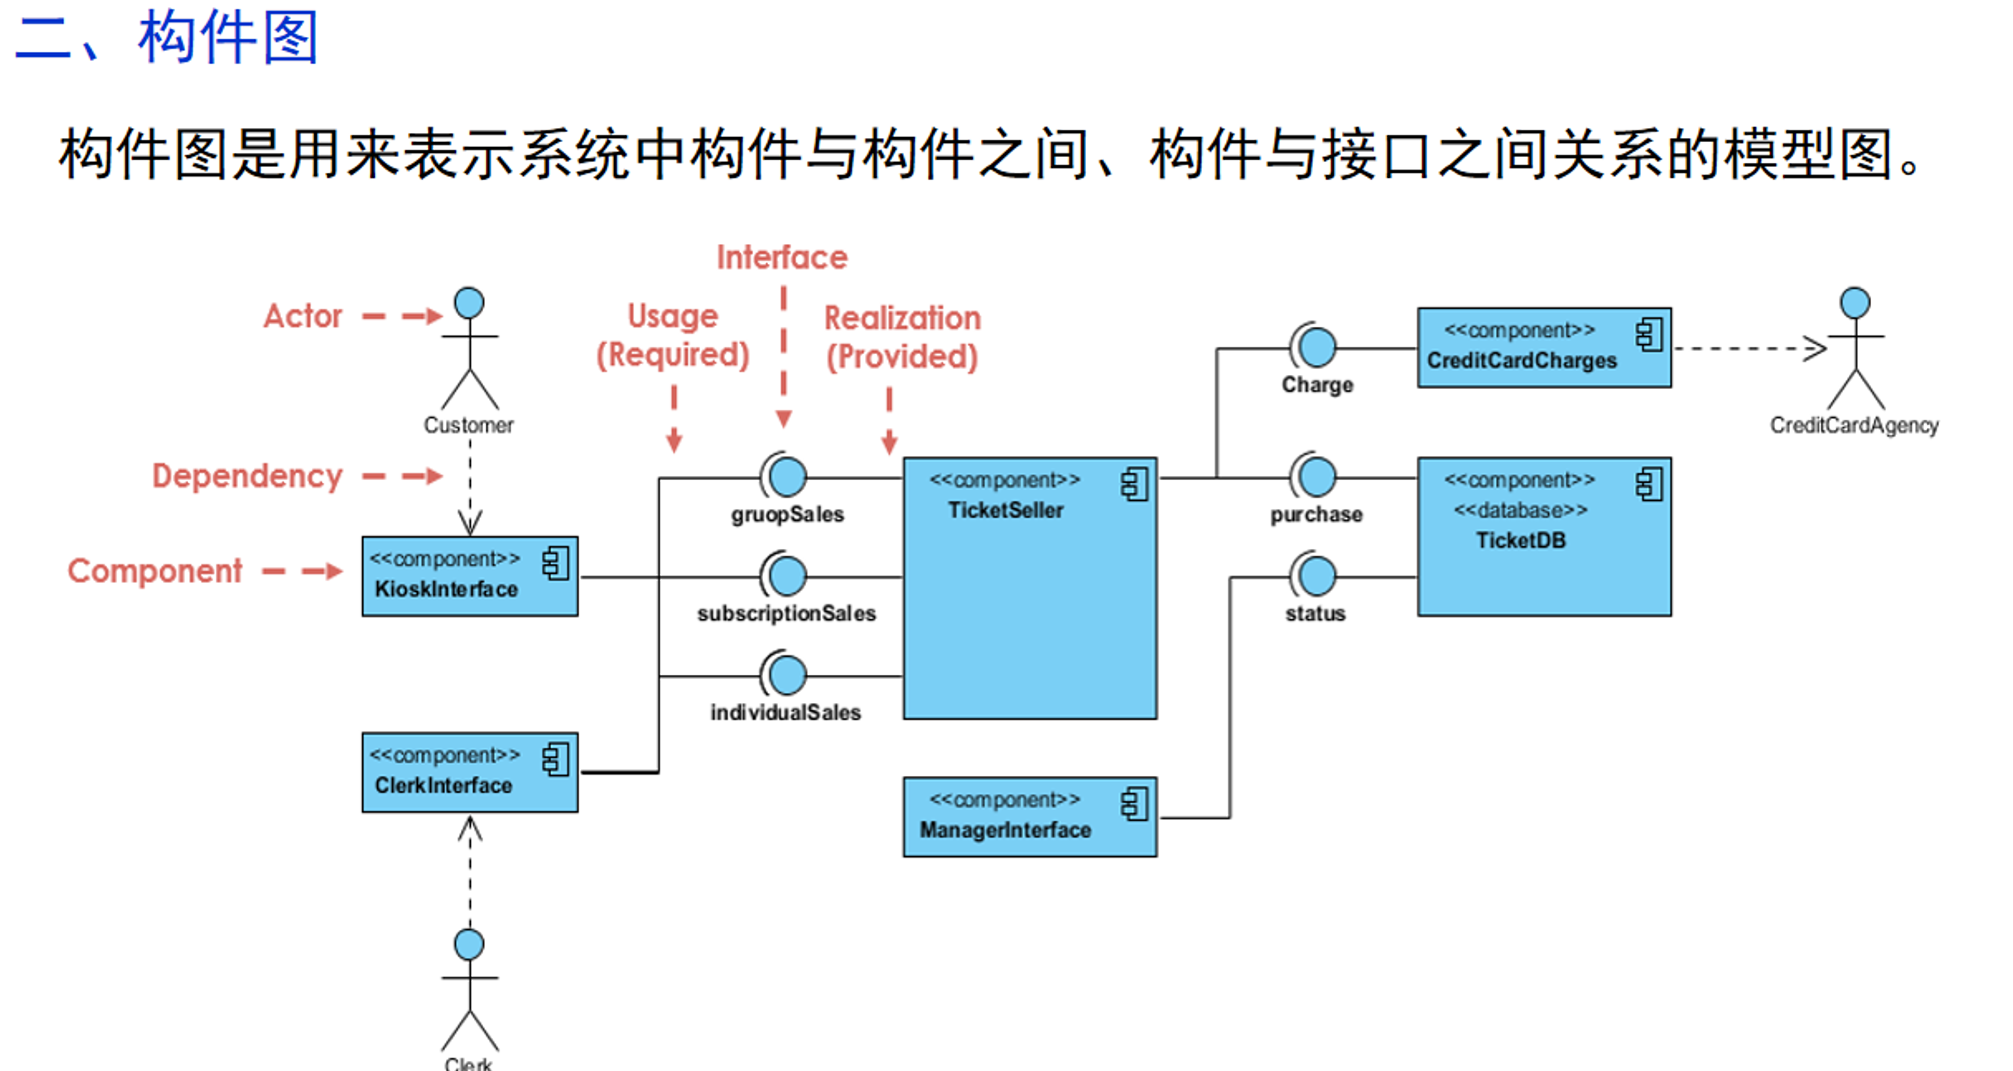 二、构件图
构件图是用来表示系统中构件与构件之间、构件与接口之间关系的模型图。
Interface
Actor
Usage
(Required)
Realization
(Provided)
<<component>>
CreditCardCharges
Charge
Customer
CreditCardAgency
Dependency
gruopSales
<<component>>
TicketSeller
purchase
<<component>>
<<database>>
TicketDB
Component
<<component>>
KioskInterface
subscriptionSales
status
individualSales
<<component>>
ClerkInterface
<<component>>
ManagerInterface
Clerk